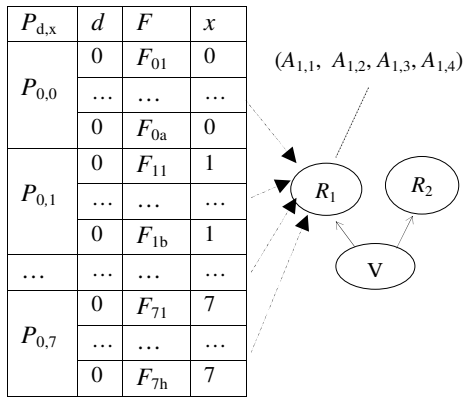 P_{d,x} d F x
P_{0,0} 0 F_{01} 0
… … …
0 F_{0a} 0
P_{0,1} 0 F_{11} 1
… … …
0 F_{1b} 1
… … … …
P_{0,7} 0 F_{71} 7
… … …
0 F_{7h} 7
(A_{1,1}, A_{1,2}, A_{1,3}, A_{1,4})
R_1 R_2
V